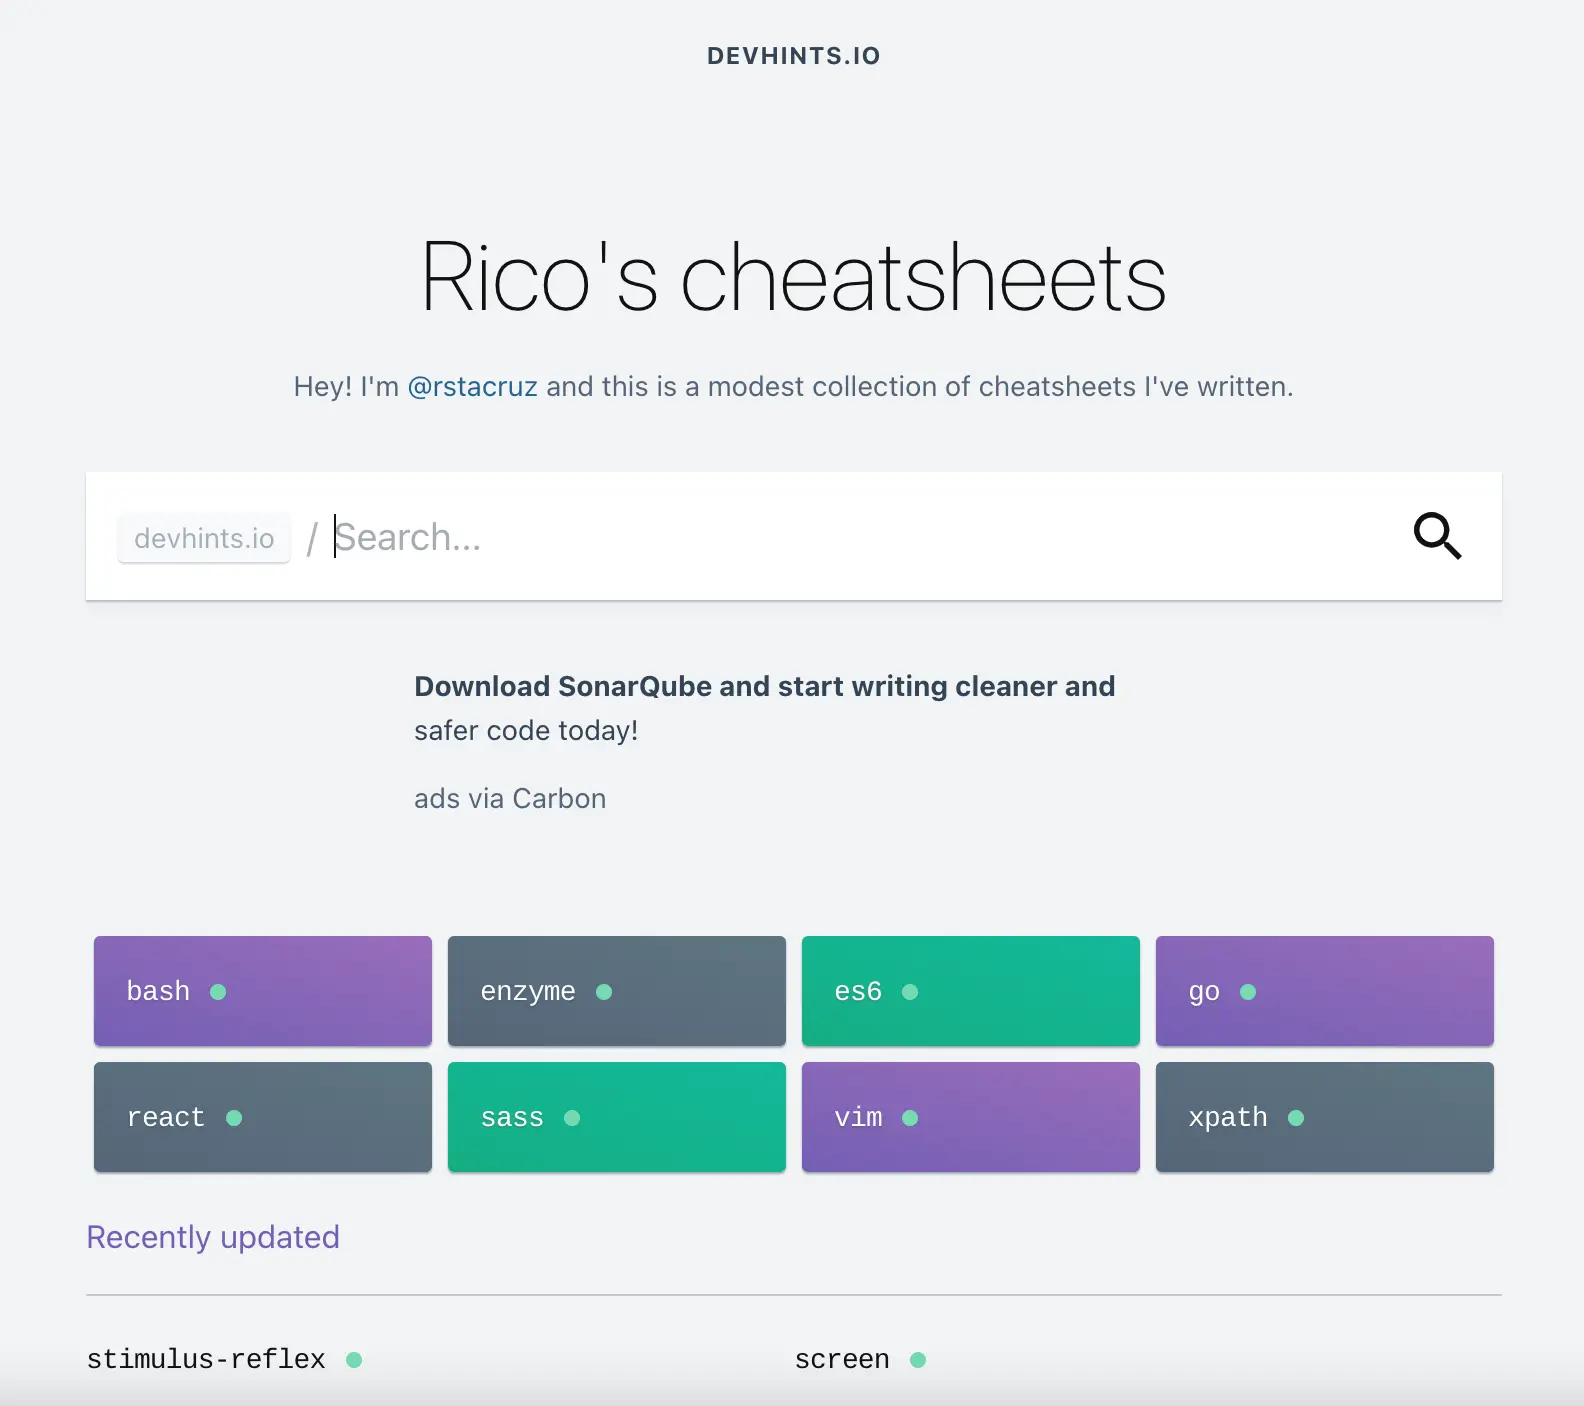 DEVHINTS.IO
Rico's cheatsheets
Hey! I'm @rstacruz and this is a modest collection of cheatsheets I've written.
devhints.io / Search...
Download SonarQube and start writing cleaner and
safer code today!
ads via Carbon
bash enzyme es6 go
react sass vim xpath
Recently updated
stimulus-reflex screen